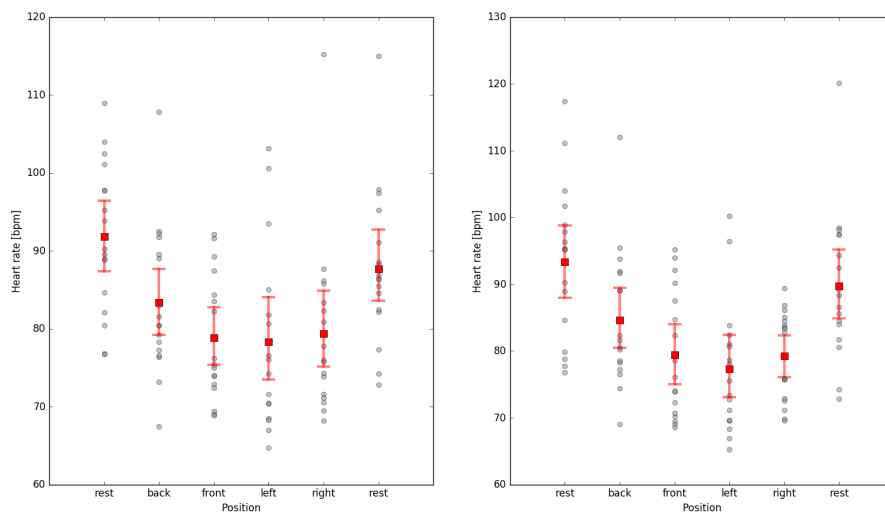 120
110
100
90
80
70
60
Heart rate [bpm]
rest back front left right rest
Position
130
120
110
100
90
80
70
60
Heart rate [bpm]
rest back front left right rest
Position